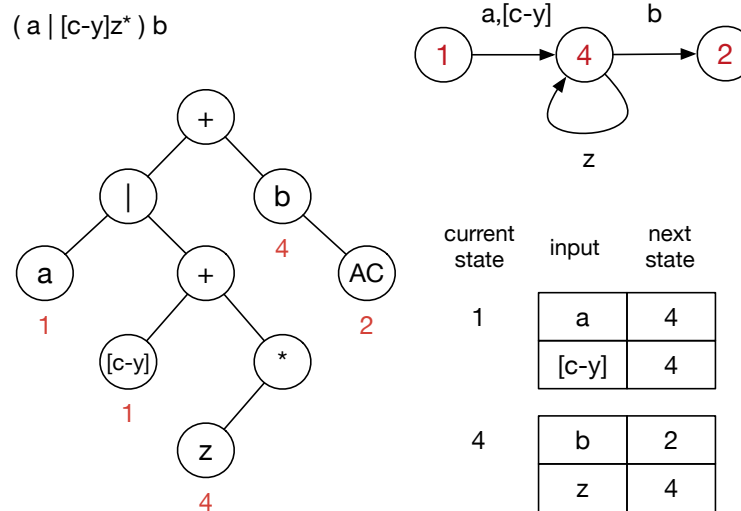 ( a | [c-y]z* ) b
a,[c-y]
b
1
4
2
z
+
|
b
4
a
1
+
AC
2
[c-y]
1
*
z
4
current state
input
next state
1
a
4
[c-y]
4
4
b
2
z
4